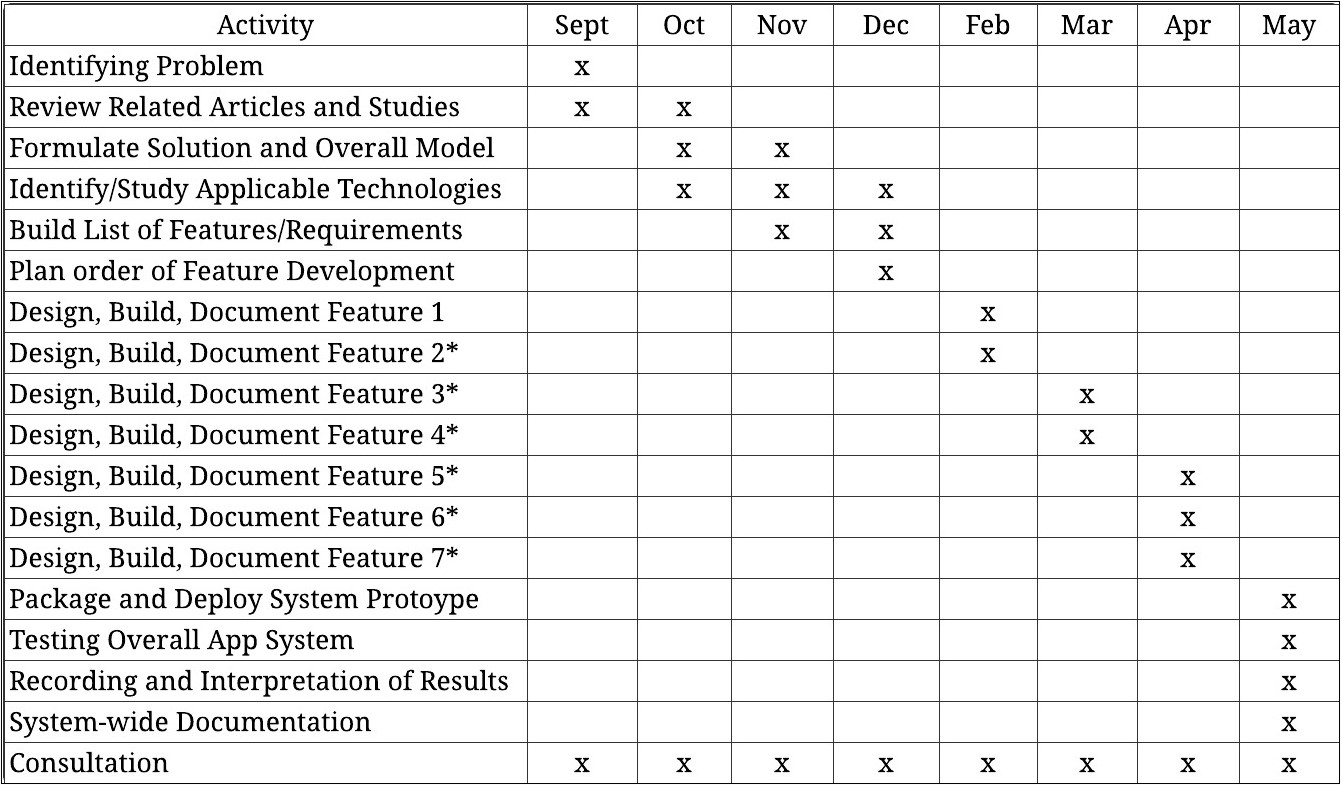 Activity Sept Oct Nov Dec Feb Mar Apr May
Identifying Problem x
Review Related Articles and Studies x x
Formulate Solution and Overall Model x x
Identify/Study Applicable Technologies x x x
Build List of Features/Requirements x x
Plan order of Feature Development x
Design, Build, Document Feature 1 x
Design, Build, Document Feature 2* x
Design, Build, Document Feature 3* x
Design, Build, Document Feature 4* x
Design, Build, Document Feature 5* x
Design, Build, Document Feature 6* x
Design, Build, Document Feature 7* x
Package and Deploy System Protoype x
Testing Overall App System x
Recording and Interpretation of Results x
System-wide Documentation x
Consultation x x x x x x x x